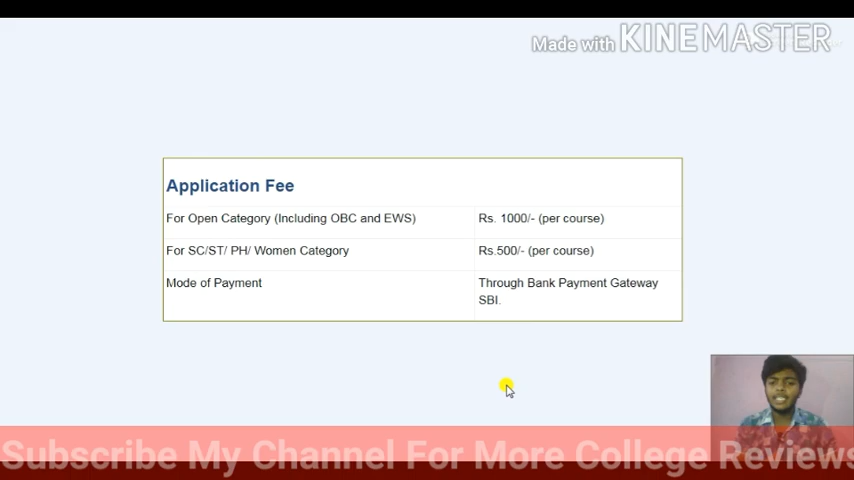 Made with KINEMASTER
Application Fee
For Open Category (Including OBC and EWS) Rs. 1000/- (per course)
For SC/ST/ PH/ Women Category Rs.500/- (per course)
Mode of Payment Through Bank Payment Gateway
SBI.
Subscribe My Channel For More College Reviews